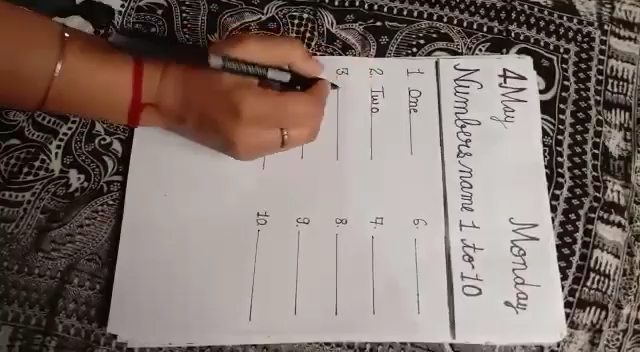 4 May Monday
Numbers name 1 to 10
1. One
2. Two
3.
6.
7.
8.
9.
10.